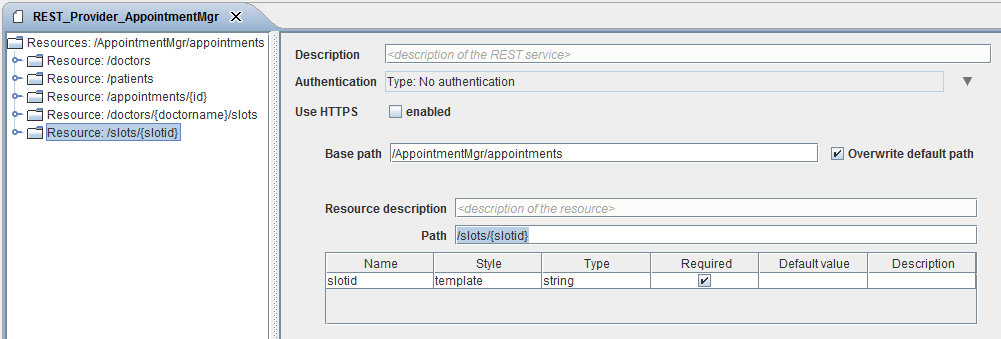 REST_Provider_AppointmentMgr
Resources: /AppointmentMgr/appointments
Resource: /doctors
Resource: /patients
Resource: /appointments/{id}
Resource: /doctors/{doctorname}/slots
Resource: /slots/{slotid}
Description <description of the REST service>
Authentication Type: No authentication
Use HTTPS enabled
Base path /AppointmentMgr/appointments Overwrite default path
Resource description <description of the resource>
Path /slots/{slotid}
Name Style Type Required Default value Description
slotid template string